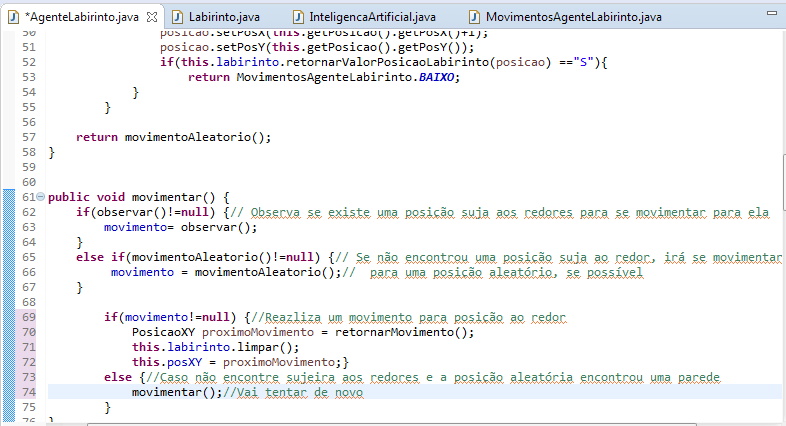 *AgenteLabirinto.java Labirinto.java InteligencaArtificial.java MovimentosAgenteLabirinto.java
50 posicao.setPosX(this.getPosicao().getPosX()+1);
51 posicao.setPosY(this.getPosicao().getPosY());
52 if(this.labirinto.retornarValorPosicaoLabirinto(posicao) =="S"){
53 return MovimentosAgenteLabirinto.BAIXO;
54 }
55 }
56
57 return movimentoAleatorio();
58 }
59
60
61 public void movimentar() {
62 if(observar()!=null) {// Observa se existe uma posição suja aos redores para se movimentar para ela
63 movimento= observar();
64 }
65 else if(movimentoAleatorio()!=null) {// Se não encontrou uma posição suja ao redor, irá se movimentar
66 movimento = movimentoAleatorio();// para uma posição aleatório, se possível
67 }
68
69 if(movimento!=null) {//Reazliza um movimento para posição ao redor
70 PosicaoXY proximoMovimento = retornarMovimento();
71 this.labirinto.limpar();
72 this.posXY = proximoMovimento;}
73 else {//Caso não encontre sujeira aos redores e a posição aleatória encontrou uma parede
74 movimentar();//Vai tentar de novo
75 }
76 }